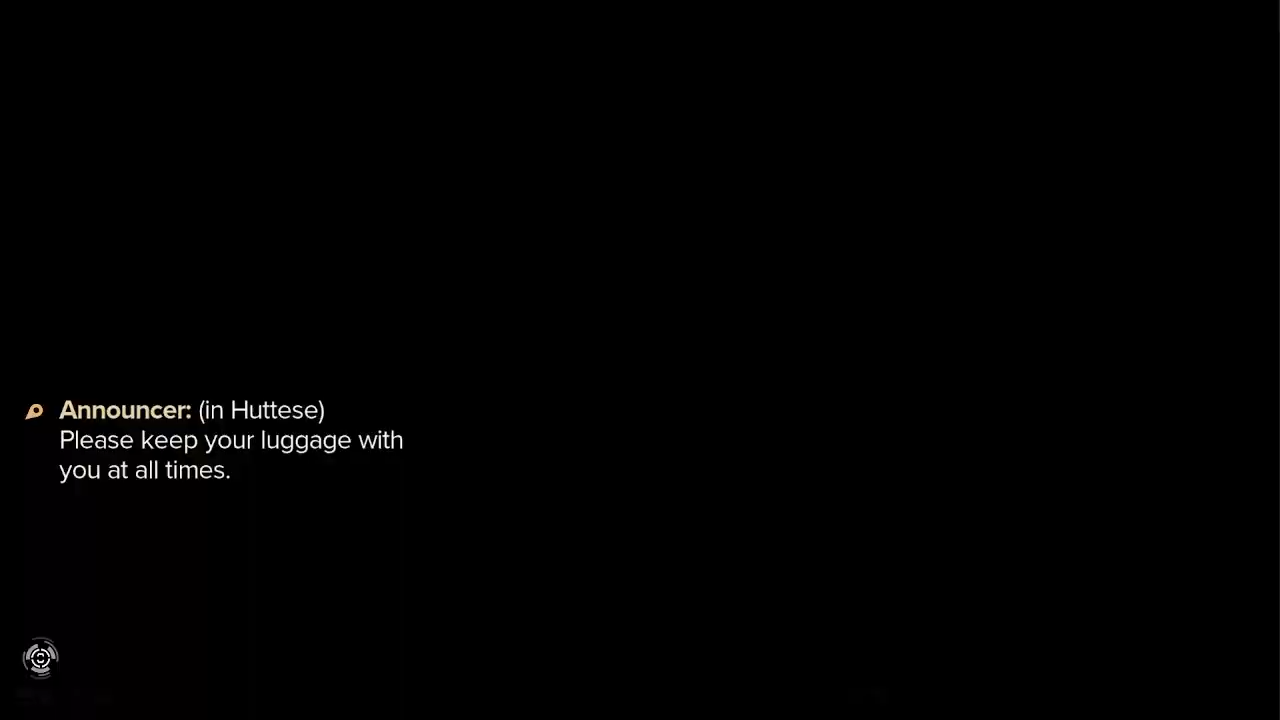 Announcer: (in Huttese)
Please keep your luggage with
you at all times.